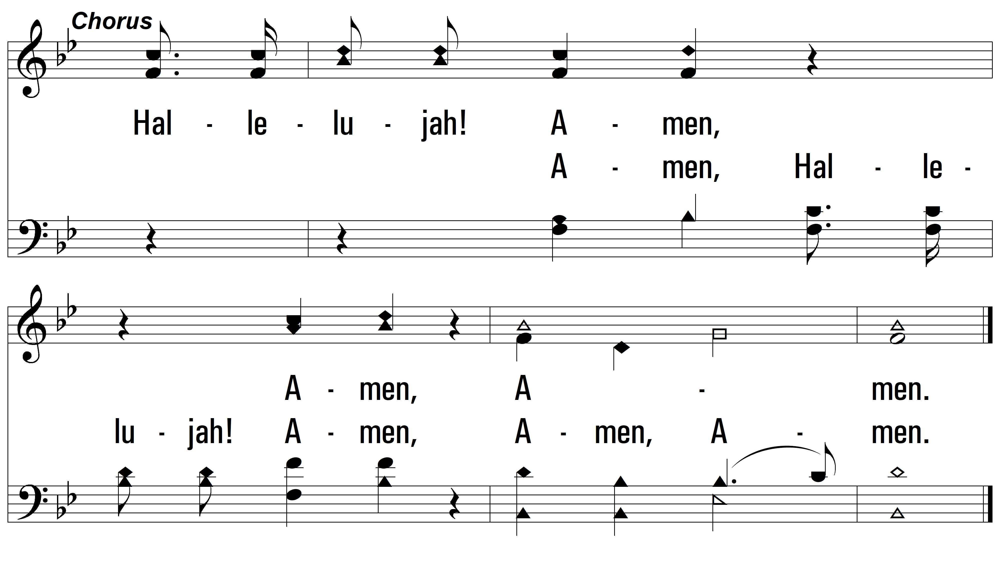 Chorus
Hal - le - lu - jah! A - men,
A - men, Hal - le -
A - men, A - men.
lu - jah! A - men, A - men, A - men.